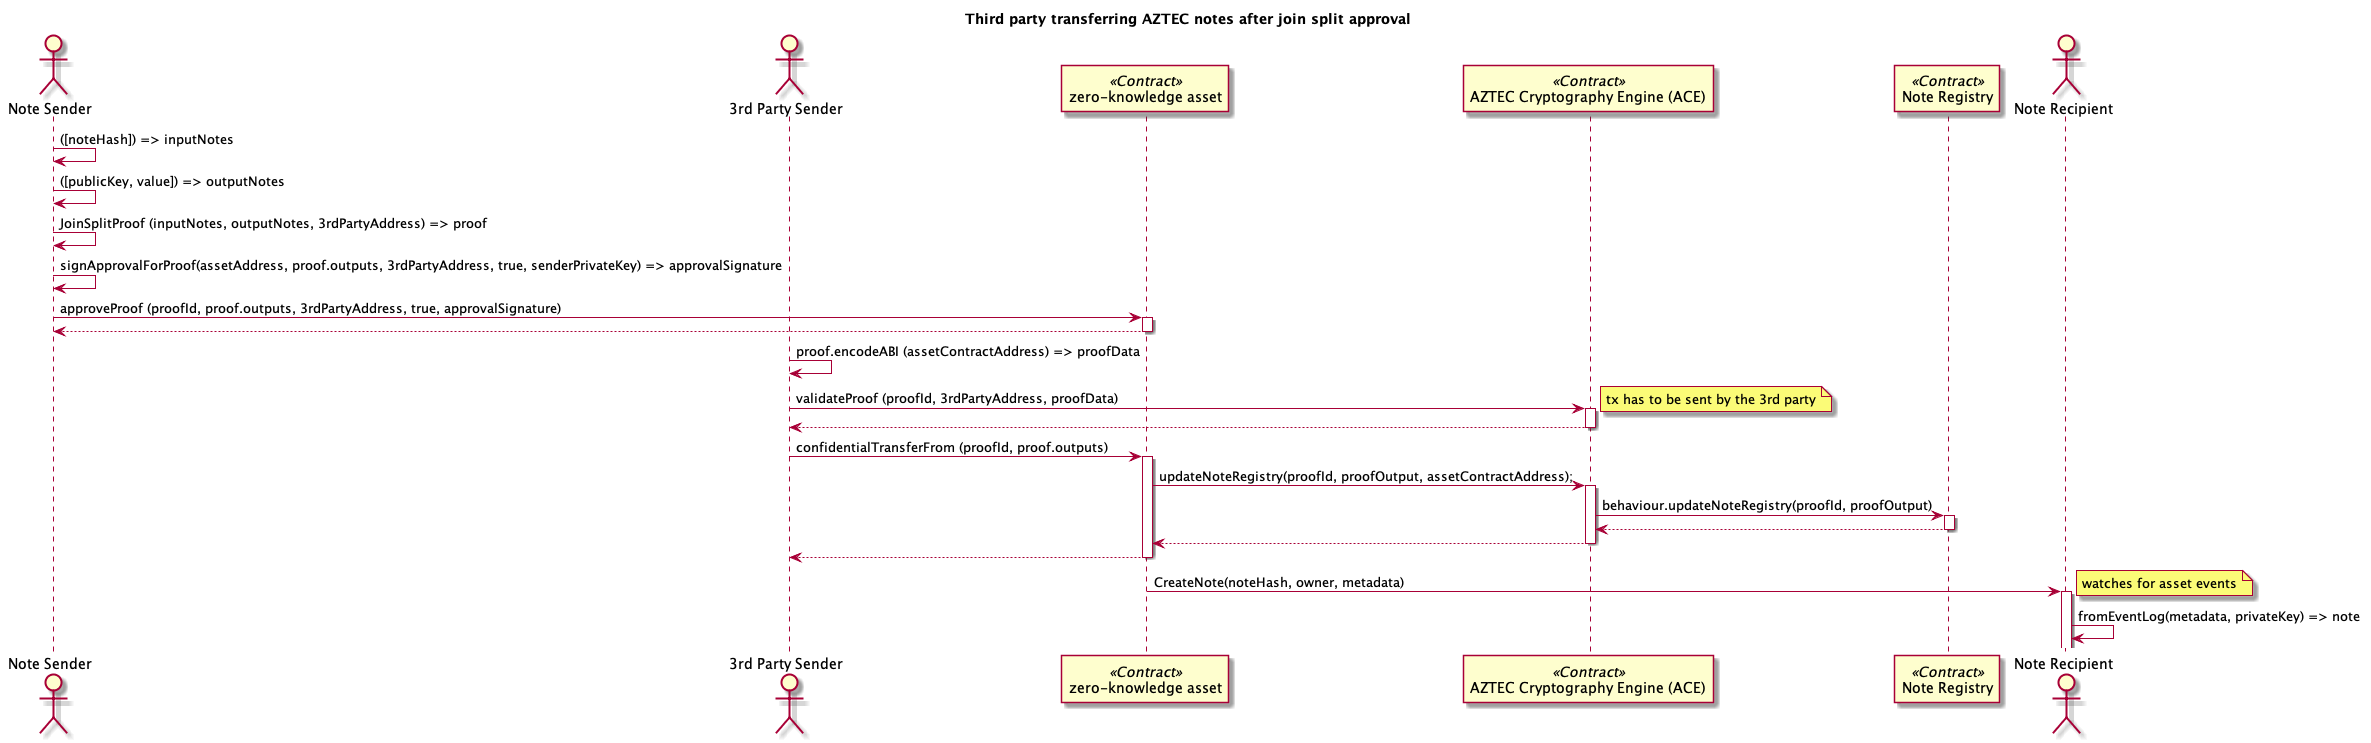 Third party transferring AZTEC notes after join split approval
Note Sender
3rd Party Sender
«Contract»
zero-knowledge asset
«Contract»
AZTEC Cryptography Engine (ACE)
«Contract»
Note Registry
Note Recipient
([noteHash]) => inputNotes
([publicKey, value]) => outputNotes
JoinSplitProof (inputNotes, outputNotes, 3rdPartyAddress) => proof
signApprovalForProof(assetAddress, proof.outputs, 3rdPartyAddress, true, senderPrivateKey) => approvalSignature
approveProof (proofId, proof.outputs, 3rdPartyAddress, true, approvalSignature)
proof.encodeABI (assetContractAddress) => proofData
validateProof (proofId, 3rdPartyAddress, proofData)
tx has to be sent by the 3rd party
confidentialTransferFrom (proofId, proof.outputs)
updateNoteRegistry(proofId, proofOutput, assetContractAddress);
behaviour.updateNoteRegistry(proofId, proofOutput)
CreateNote(noteHash, owner, metadata)
watches for asset events
fromEventLog(metadata, privateKey) => note
Note Sender
3rd Party Sender
«Contract»
zero-knowledge asset
«Contract»
AZTEC Cryptography Engine (ACE)
«Contract»
Note Registry
Note Recipient